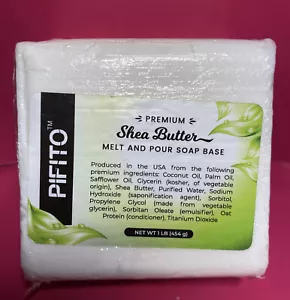 PIFITO™
PREMIUM
Shea Butter
MELT AND POUR SOAP BASE
Produced in the USA from the following
premium ingredients: Coconut Oil, Palm Oil,
Safflower Oil, Glycerin (kosher, of vegetable
origin), Shea Butter, Purified Water, Sodium
Hydroxide (saponification agent), Sorbitol,
Propylene Glycol (made from vegetable
glycerin), Sorbitan Oleate (emulsifier), Oat
Protein (conditioner), Titanium Dioxide
NET WT 1 LB (454 g)